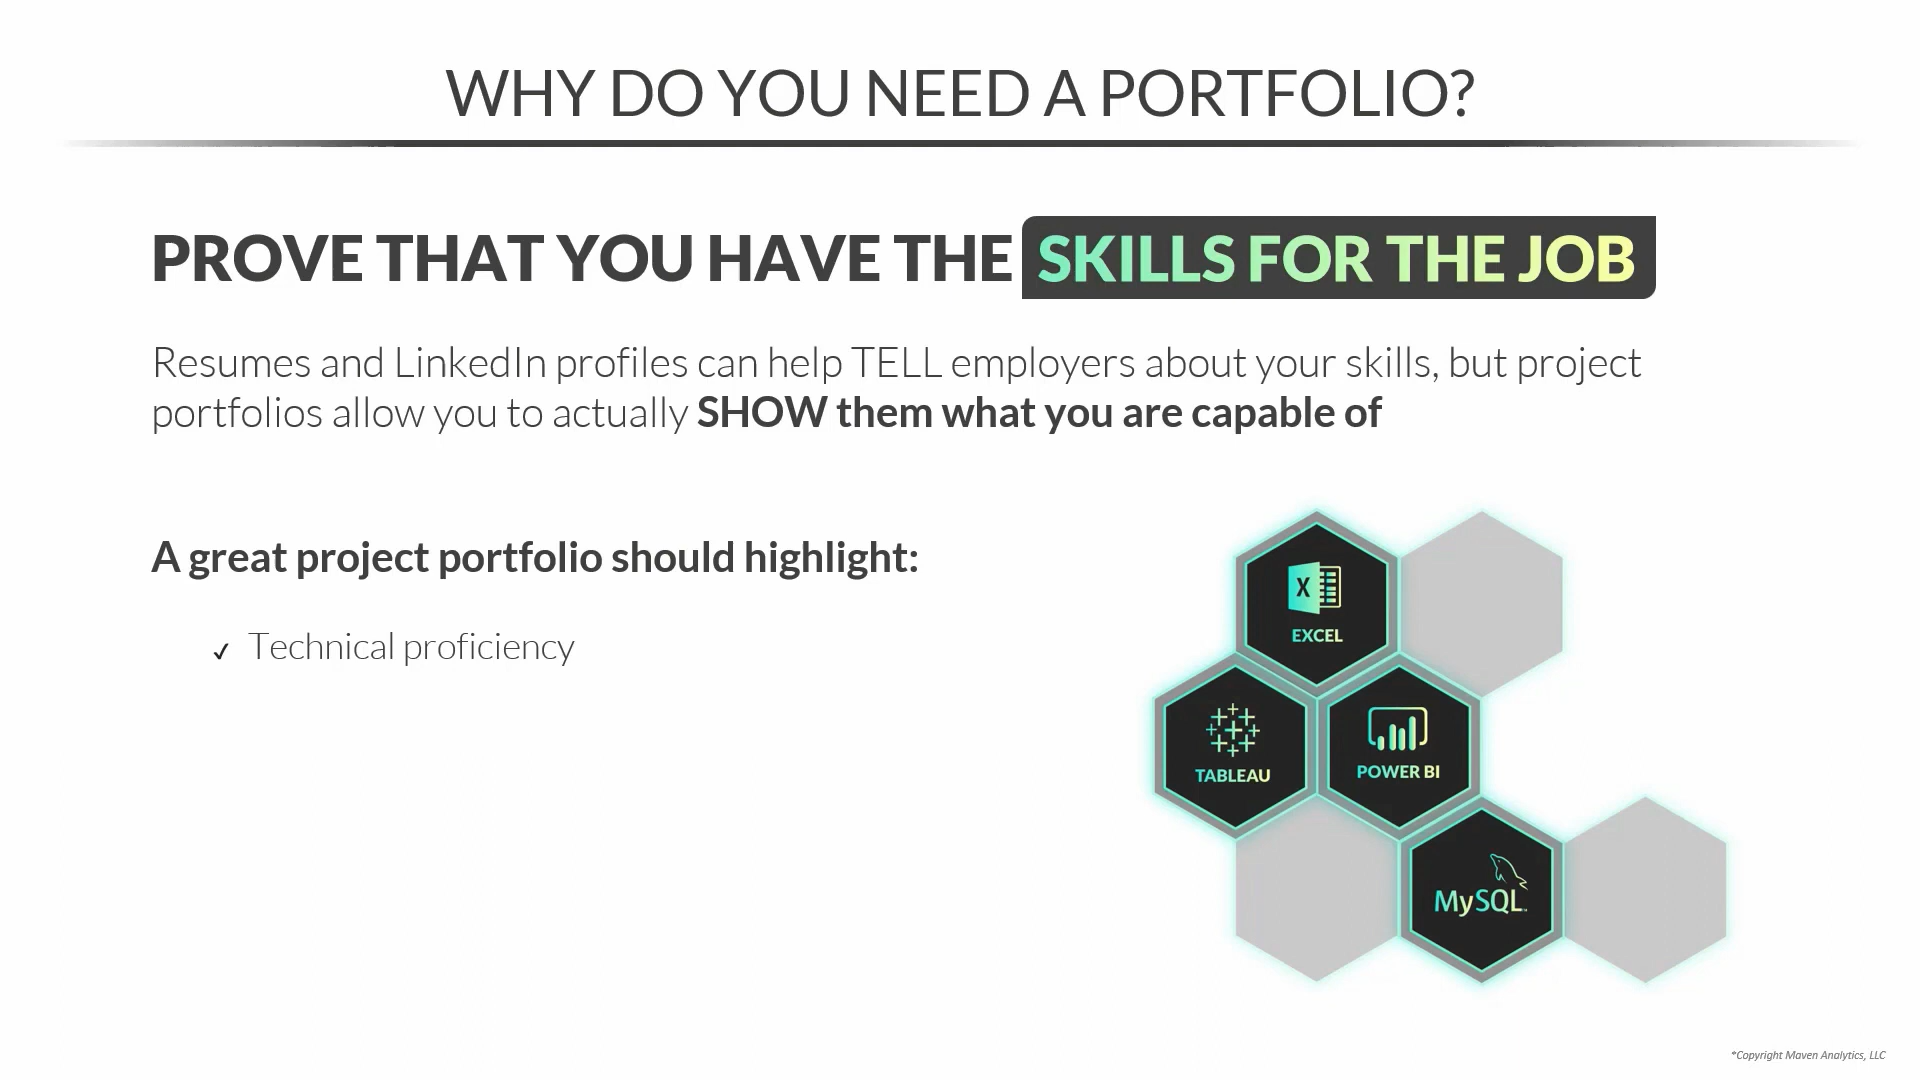 WHY DO YOU NEED A PORTFOLIO?
PROVE THAT YOU HAVE THE SKILLS FOR THE JOB
Resumes and LinkedIn profiles can help TELL employers about your skills, but project
portfolios allow you to actually SHOW them what you are capable of
A great project portfolio should highlight:
✓ Technical proficiency
X
EXCEL
TABLEAU
POWER BI
MySQL™
*Copyright Maven Analytics, LLC